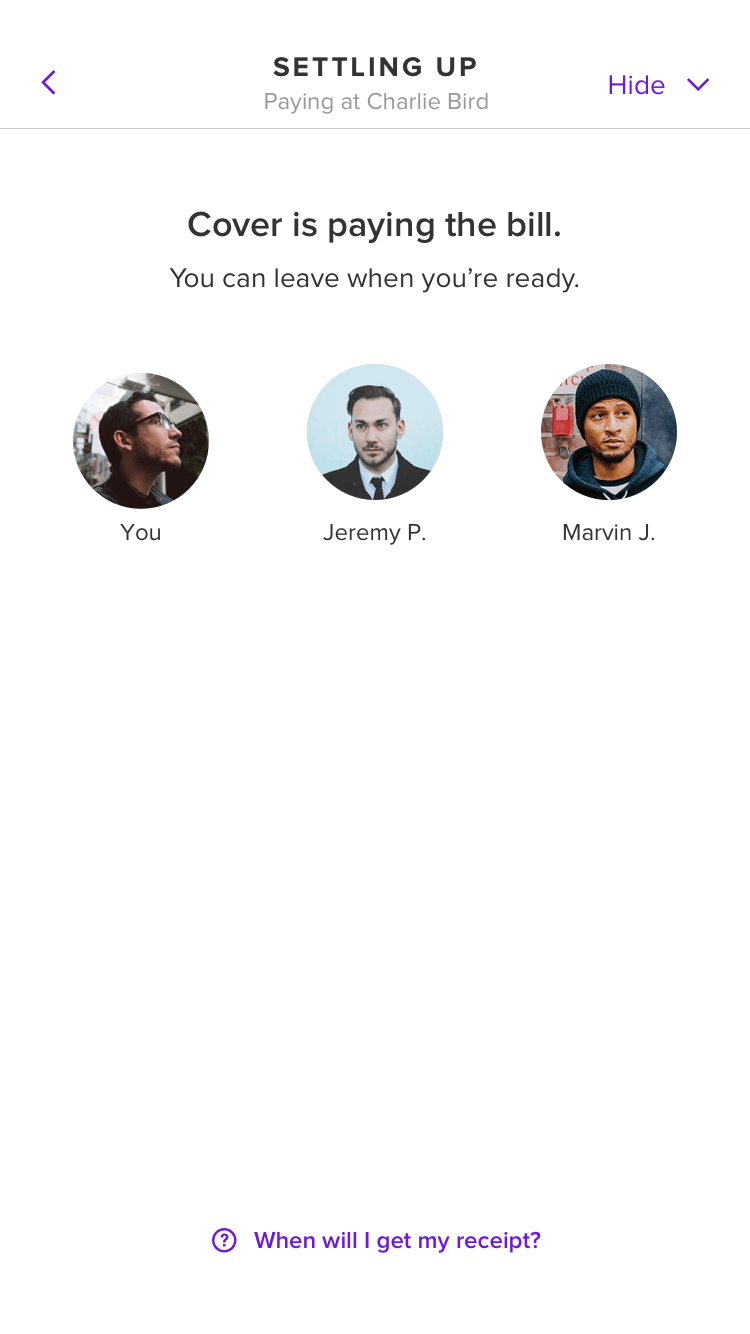 SETTLING UP
Paying at Charlie Bird
Hide
Cover is paying the bill.
You can leave when you’re ready.
You
Jeremy P.
Marvin J.
When will I get my receipt?